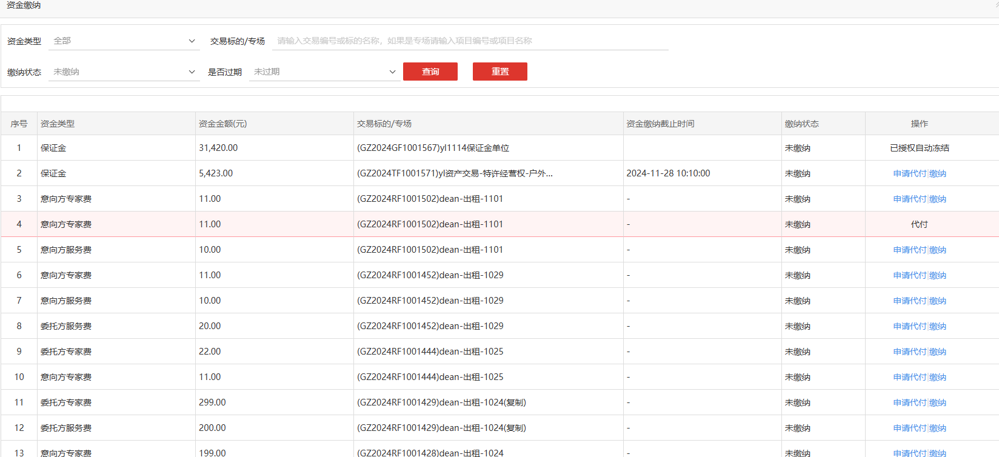 资金缴纳
资金类型 全部 交易标的/专场 请输入交易编号或标的名称，如果是专场请输入项目编号或项目名称
缴纳状态 未缴纳 是否过期 未过期 查询 重置
序号 资金类型 资金金额(元) 交易标的/专场 资金缴纳截止时间 缴纳状态 操作
1 保证金 31,420.00 (GZ2024GF1001567)yl1114保证金单位 未缴纳 已授权自动冻结
2 保证金 5,423.00 (GZ2024TF1001571)yl资产交易-特许经营权-户外... 2024-11-28 10:10:00 未缴纳 申请代付|缴纳
3 意向方专家费 11.00 (GZ2024RF1001502)dean-出租-1101 - 未缴纳 申请代付|缴纳
4 意向方专家费 11.00 (GZ2024RF1001502)dean-出租-1101 - 未缴纳 代付
5 意向方服务费 10.00 (GZ2024RF1001502)dean-出租-1101 - 未缴纳 申请代付|缴纳
6 意向方专家费 11.00 (GZ2024RF1001452)dean-出租-1029 - 未缴纳 申请代付|缴纳
7 意向方服务费 10.00 (GZ2024RF1001452)dean-出租-1029 - 未缴纳 申请代付|缴纳
8 委托方服务费 20.00 (GZ2024RF1001452)dean-出租-1029 - 未缴纳 申请代付|缴纳
9 委托方专家费 22.00 (GZ2024RF1001444)dean-出租-1025 - 未缴纳 申请代付|缴纳
10 意向方专家费 11.00 (GZ2024RF1001444)dean-出租-1025 - 未缴纳 申请代付|缴纳
11 委托方专家费 299.00 (GZ2024RF1001429)dean-出租-1024(复制) - 未缴纳 申请代付|缴纳
12 委托方服务费 200.00 (GZ2024RF1001429)dean-出租-1024(复制) - 未缴纳 申请代付|缴纳
13 意向方专家费 199.00 (GZ2024RF1001428)dean-出租-1024 - 未缴纳 申请代付|缴纳